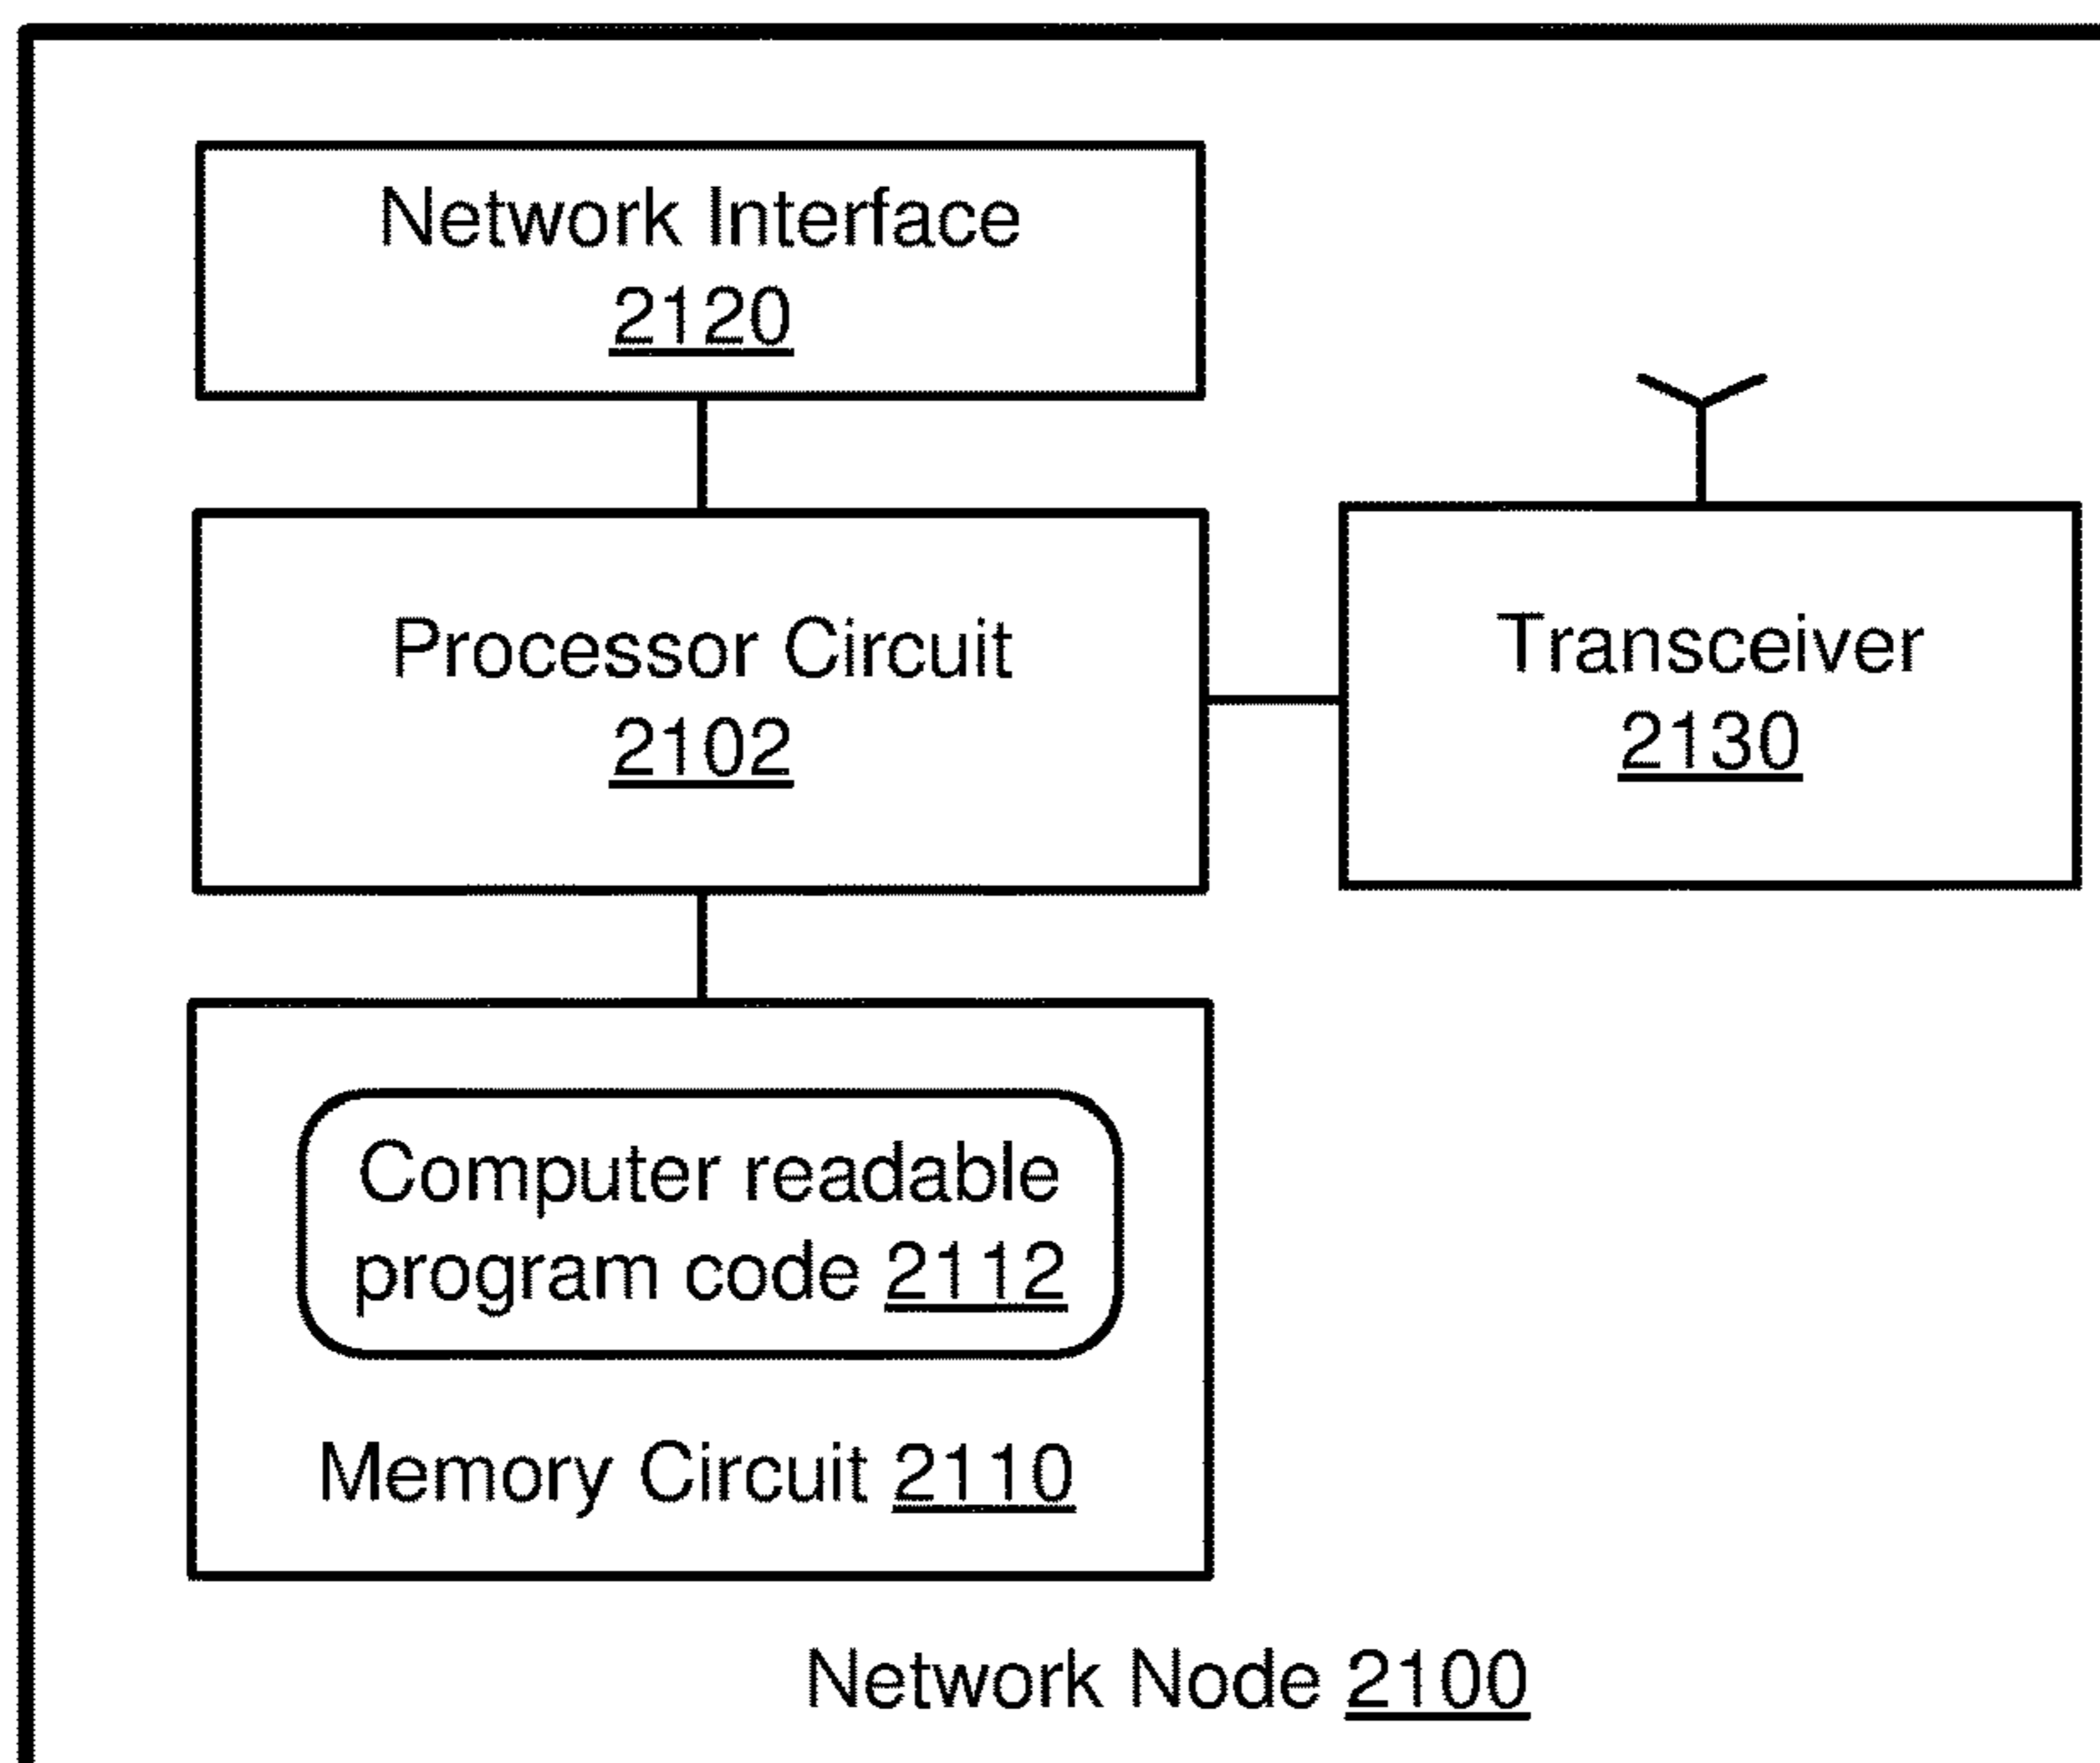 Network Interface
2120
Processor Circuit
2102
Transceiver
2130
Computer readable
program code 2112
Memory Circuit 2110
Network Node 2100